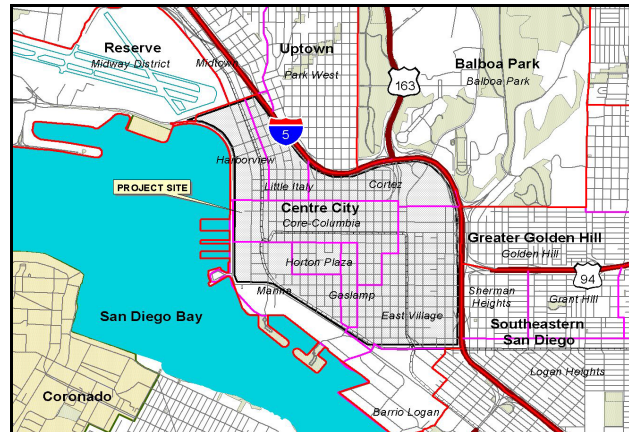 Reserve
Midway District
Midtown
Uptown
Park West
Balboa Park
Balboa Park
163
5
Harborview
PROJECT SITE
Little Italy
Cortez
Centre City
Core-Columbia
Greater Golden Hill
Golden Hill
Horton Plaza
94
Marina
Gaslamp
Sherman
Heights
Grant Hill
San Diego Bay
East Village
Southeastern
San Diego
Logan Heights
Coronado
Barrio Logan